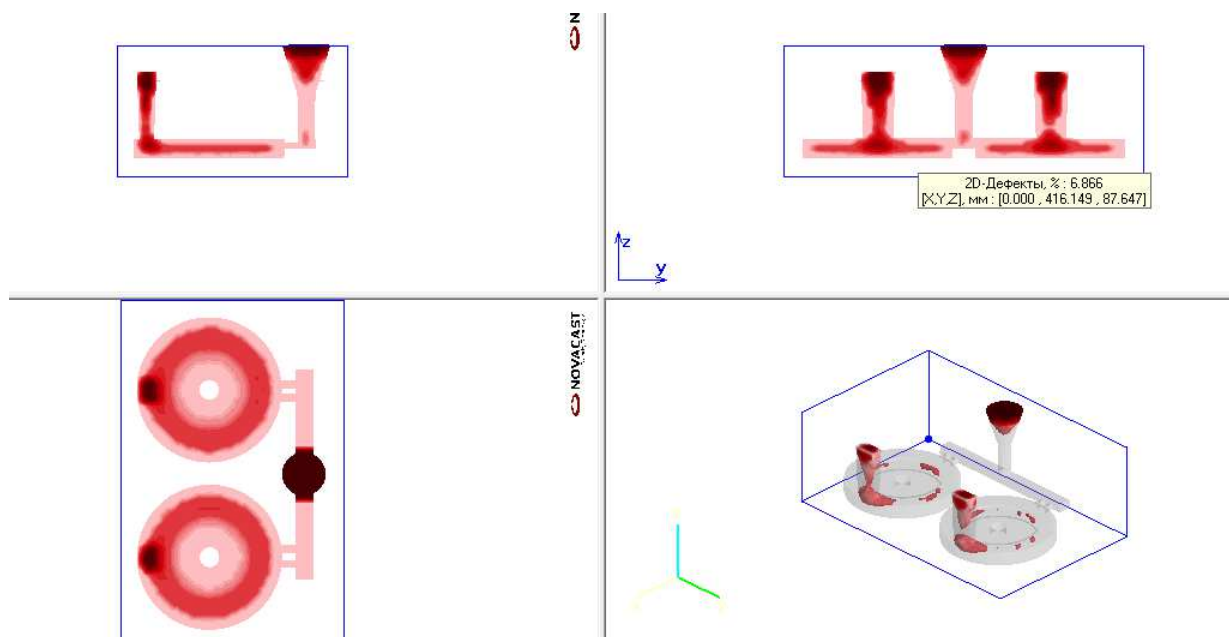 N
2D-Дефекты, % : 6.866
[X,Y,Z], мм : [0.000 , 416.149 , 87.647]
z
y
NOVACAST